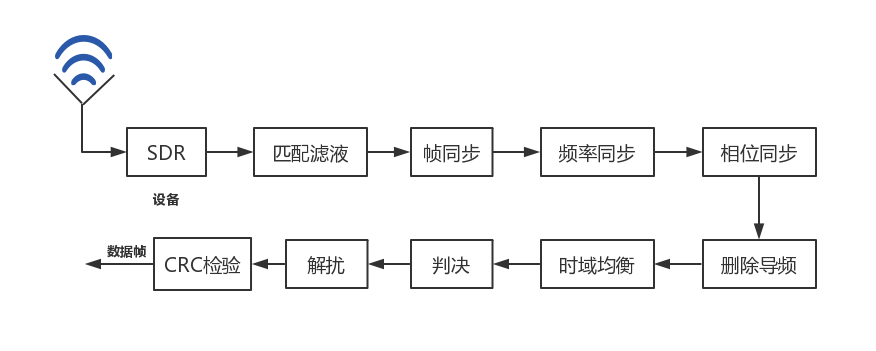 SDR
匹配滤液
帧同步
频率同步
相位同步
设备
数据帧
CRC检验
解扰
判决
时域均衡
删除导频